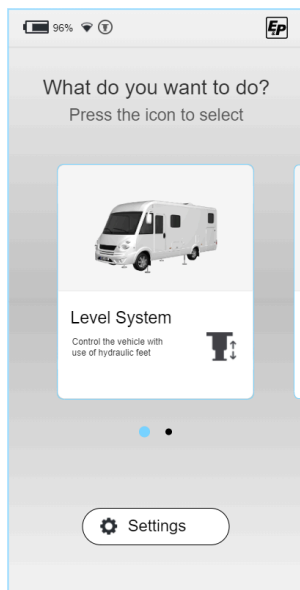 96%
EP
What do you want to do?
Press the icon to select
Level System
Control the vehicle with
use of hydraulic feet
Settings